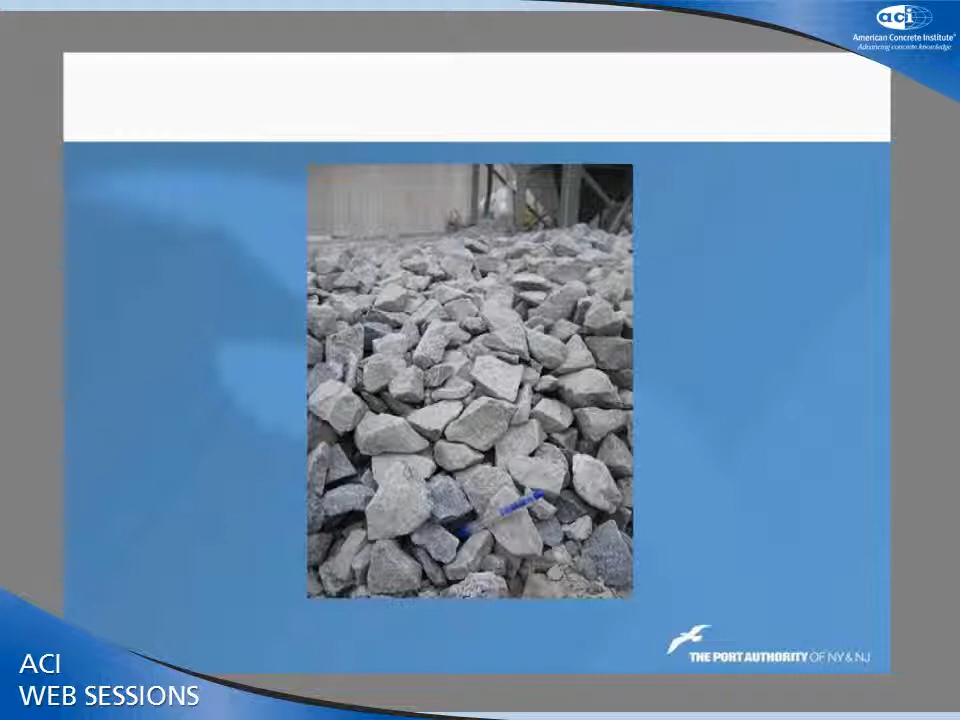 aci
American Concrete Institute®
Advancing concrete knowledge
THE PORT AUTHORITY OF NY & NJ
ACI
WEB SESSIONS